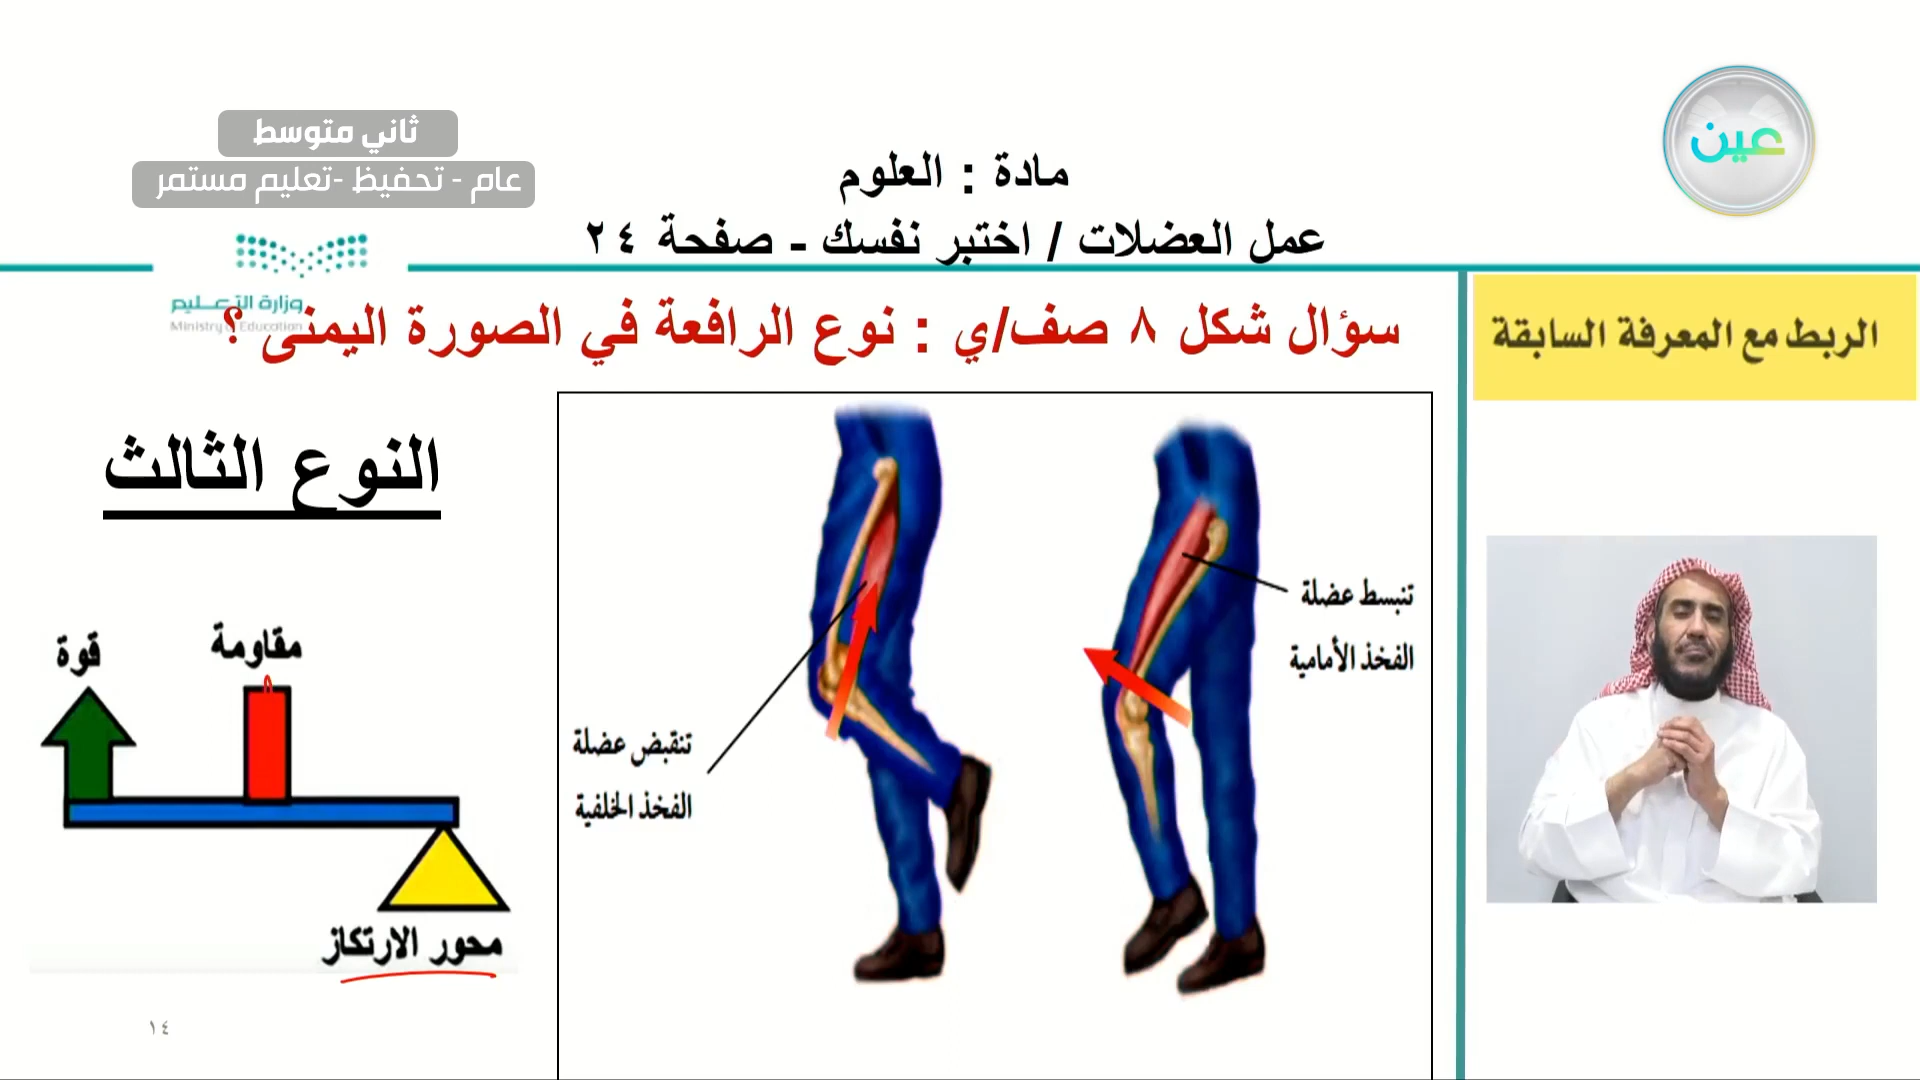 ثاني متوسط
عام - تحفيظ -تعليم مستمر
عين
مادة : العلوم
عمل العضلات / اختبر نفسك - صفحة ٢٤
وزارة التعليم
Ministry of Education
الربط مع المعرفة السابقة
سؤال شكل ٨ صف/ي : نوع الرافعة في الصورة اليمنى ؟
النوع الثالث
تنبسط عضلة
الفخذ الأمامية
تنقبض عضلة
الفخذ الخلفية
مقاومة
قوة
محور الارتكاز
١٤